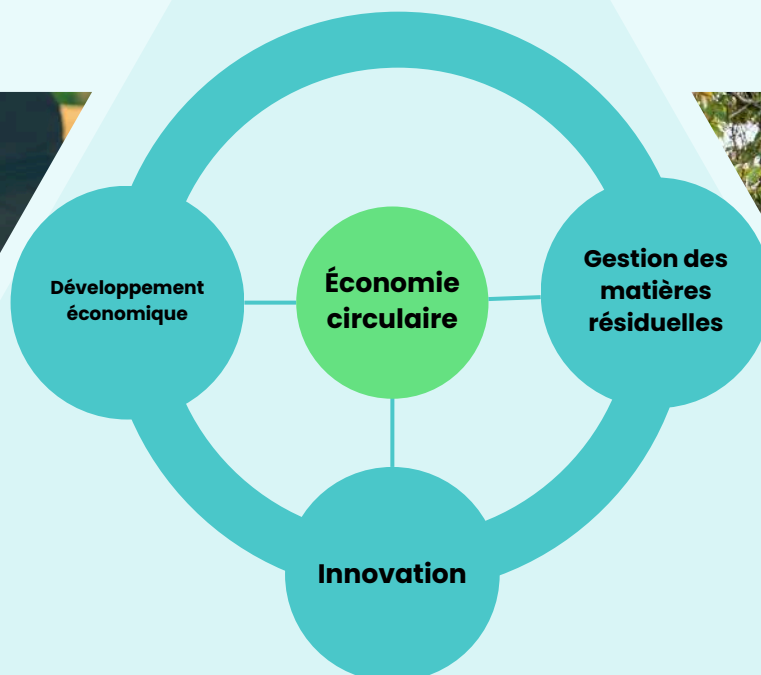 Économie
circulaire
Développement
économique
Gestion des
matières
résiduelles
Innovation